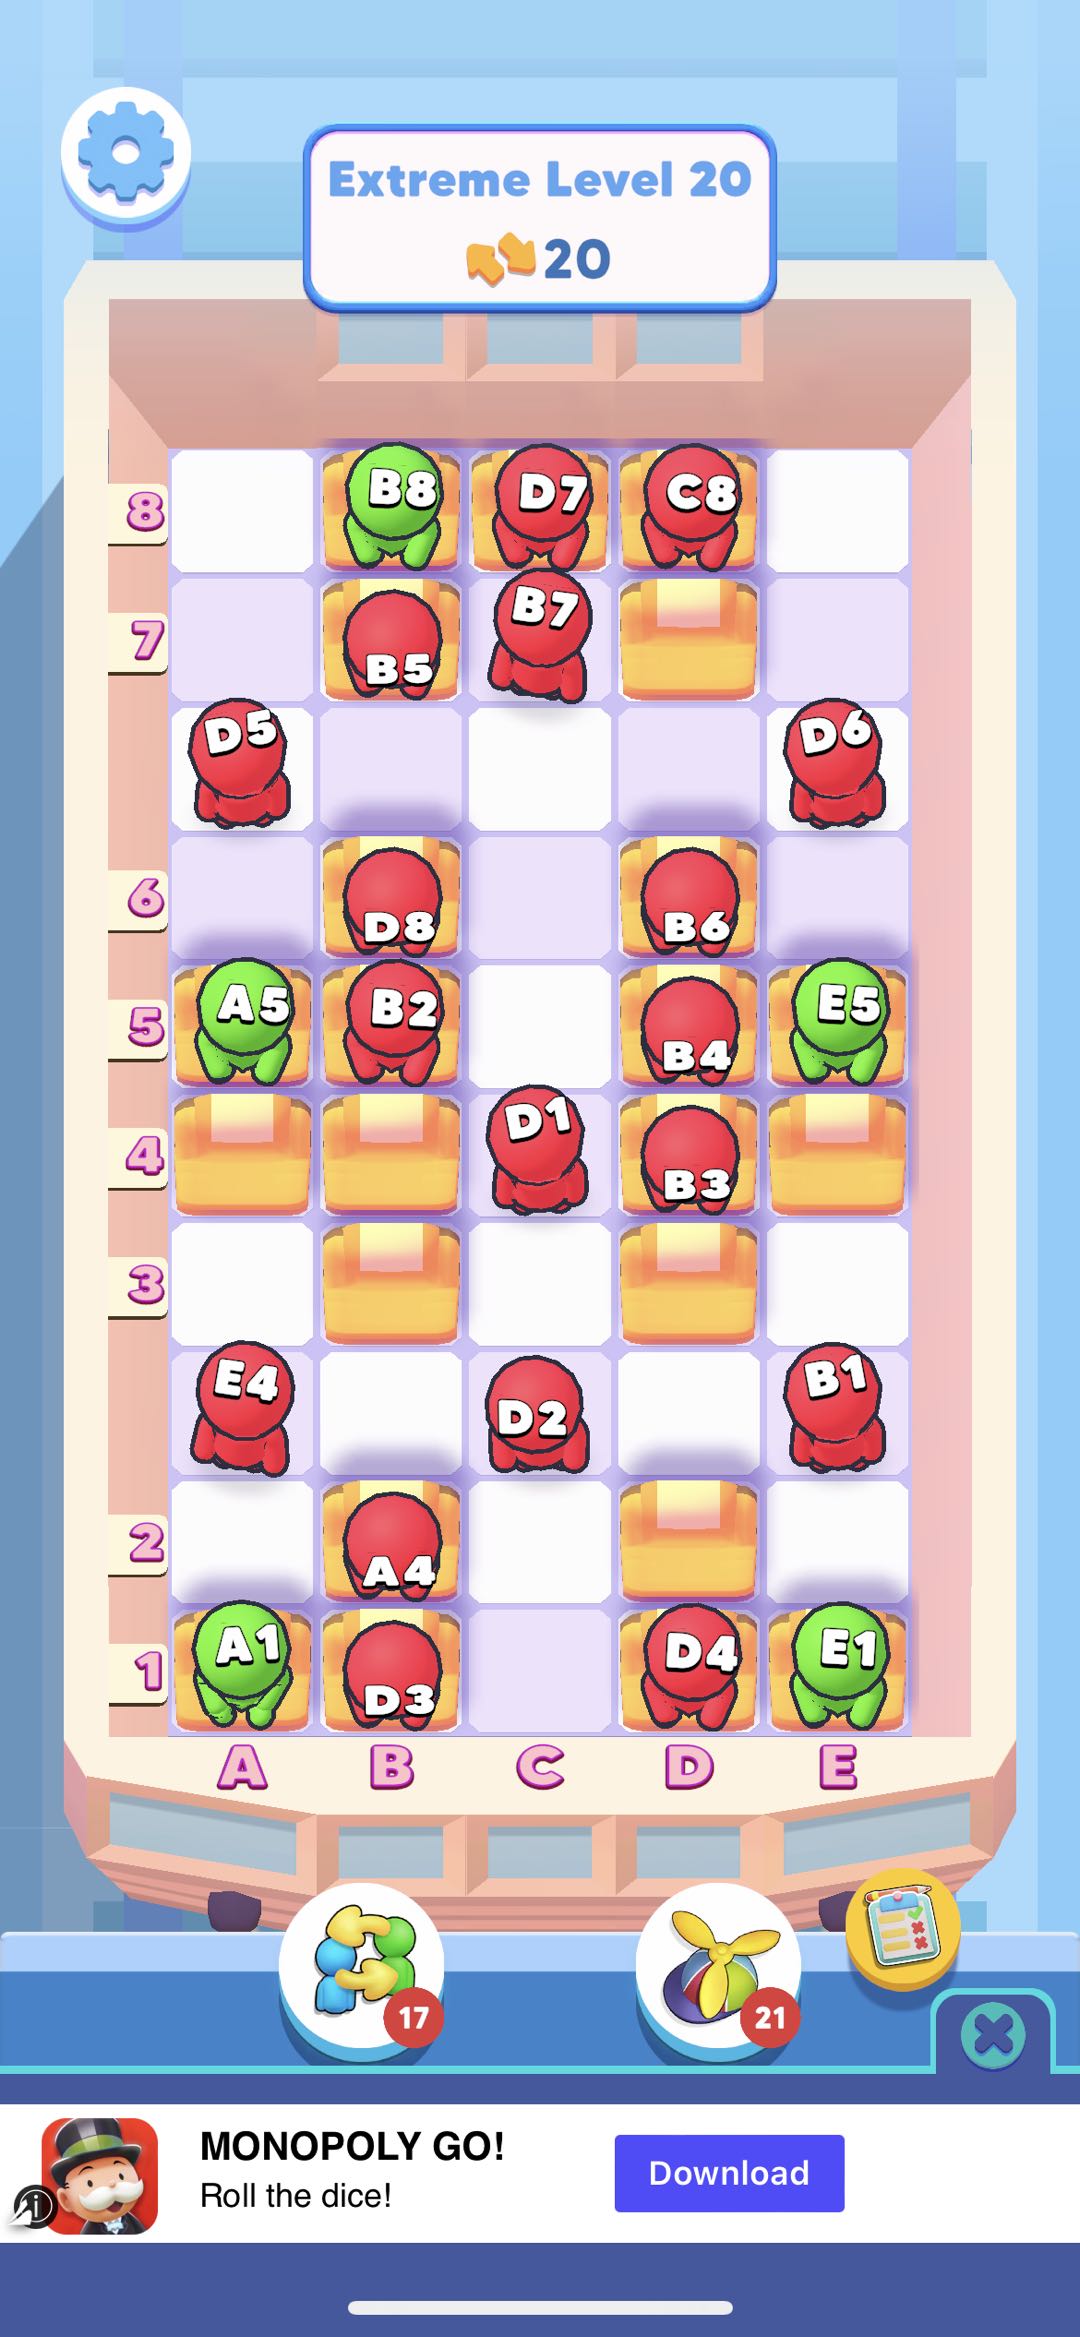 Extreme Level 20
20
8 B8 D7 C8
7 B5 B7
D5 D6
6 D8 B6
5 A5 B2 B4 E5
4 D1 B3
3
E4 D2 B1
2 A4
1 A1 D3 D4 E1
A B C D E
17 21
MONOPOLY GO!
Roll the dice!
Download